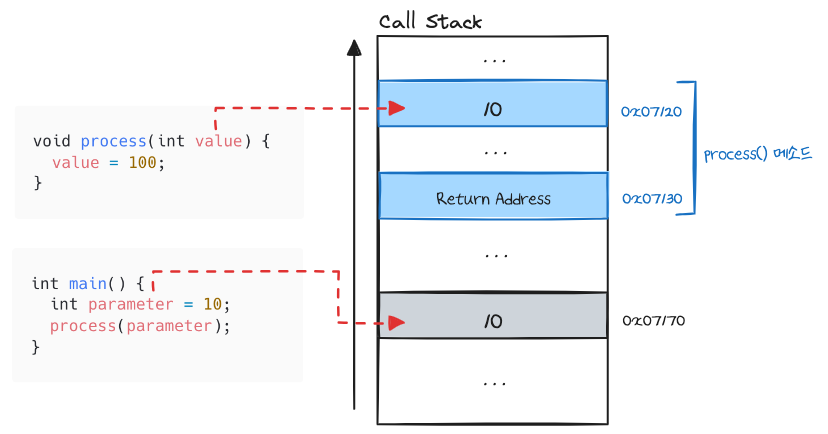 Call Stack
...
10
0x07120
...
process() 메소드
Return Address
0x07130
...
10
0x07170
...
void process(int value) {
  value = 100;
}
int main() {
  int parameter = 10;
  process(parameter);
}